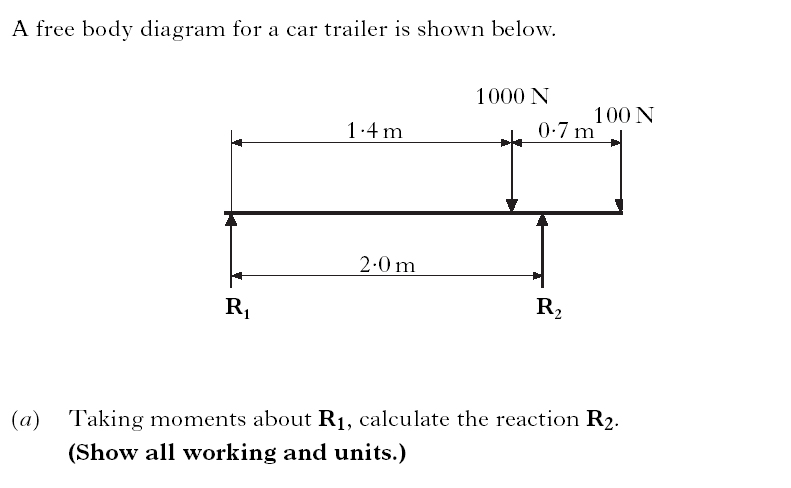 A free body diagram for a car trailer is shown below.
1000 N
100 N
1·4 m
0·7 m
2·0 m
R₁
R₂
(a) Taking moments about R₁, calculate the reaction R₂.
(Show all working and units.)